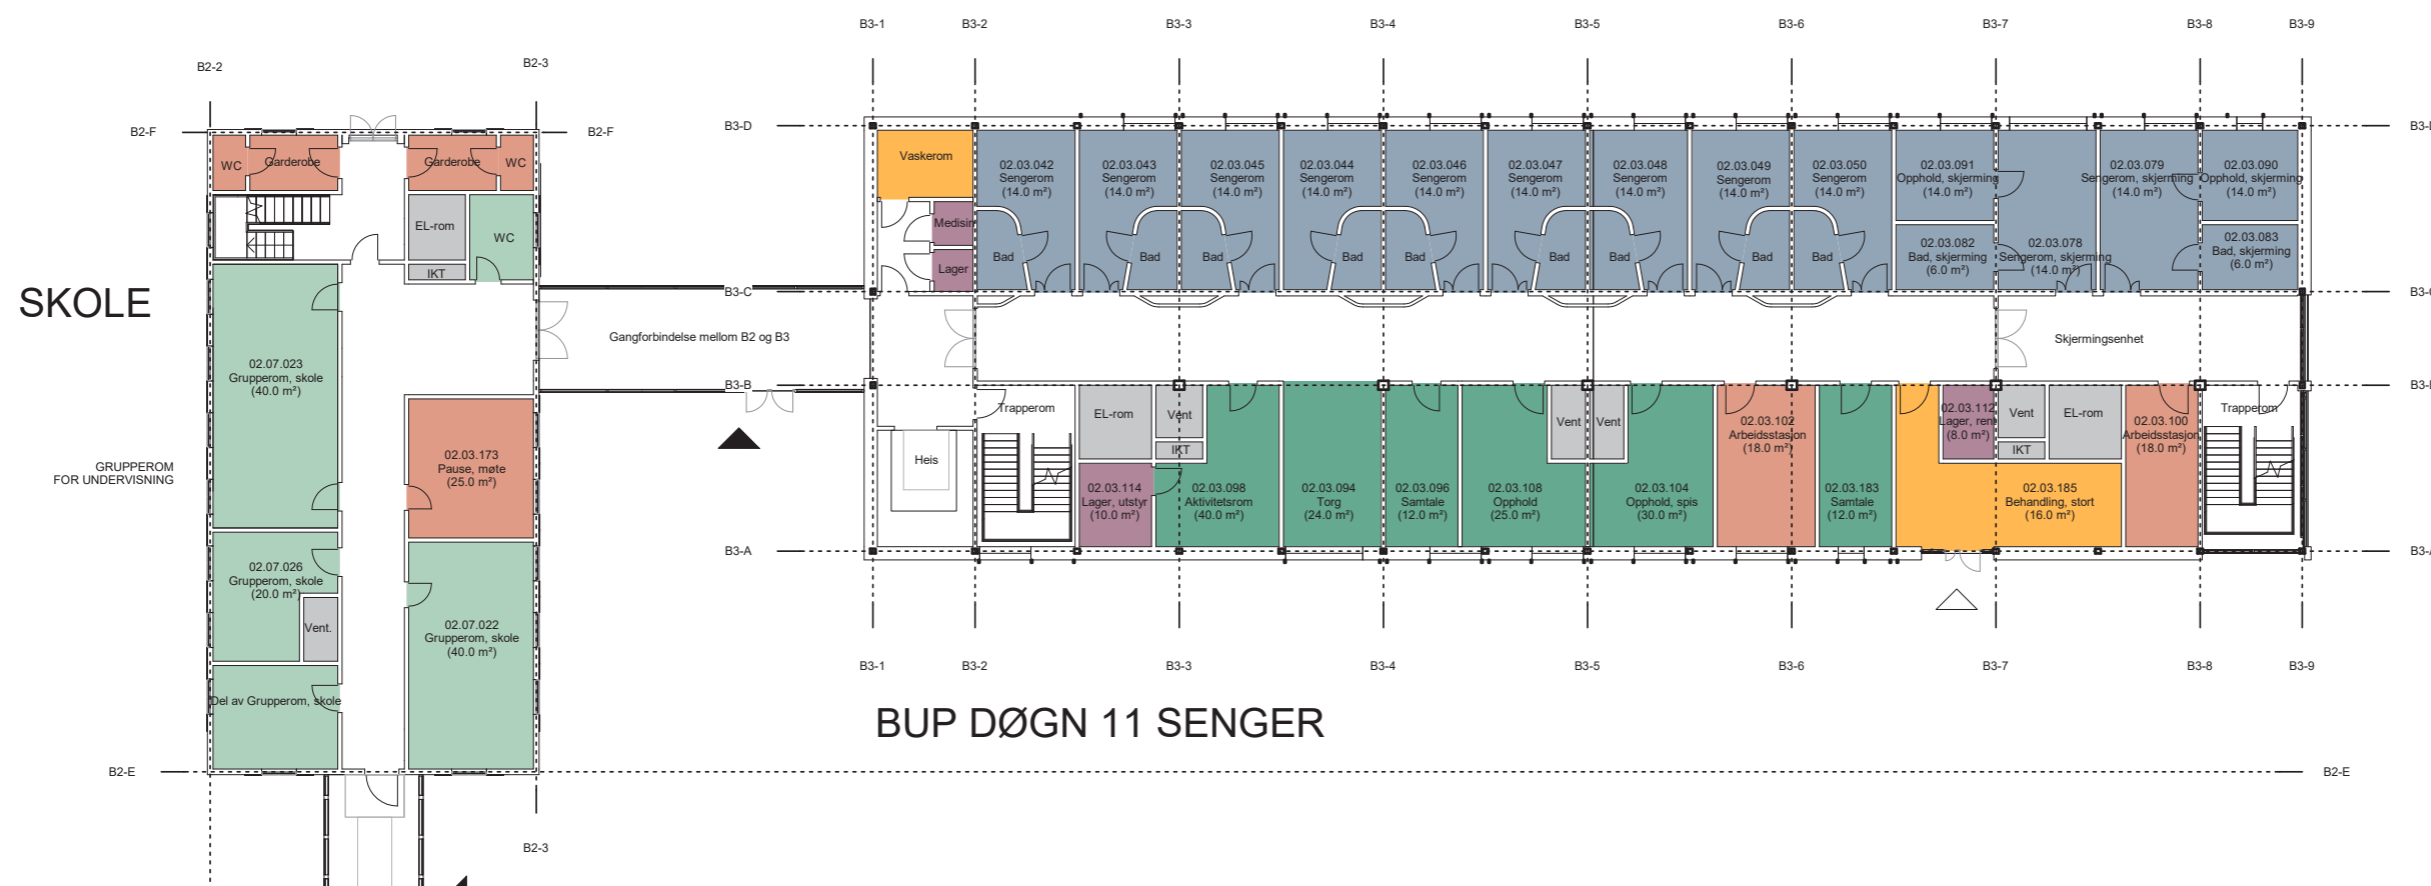 B3-1
B3-2
B3-3
B3-4
B3-5
B3-6
B3-7
B3-8
B3-9
B2-2
B2-3
B2-F
B2-F
B3-D
WC
Garderobe
Garderobe
WC
EL-rom
WC
IKT
SKOLE
02.07.023
Grupperom, skole
(40.0 m²)
GRUPPEROM
FOR UNDERVISNING
02.03.173
Pause, møte
(25.0 m²)
02.07.026
Grupperom, skole
(20.0 m²)
Vent.
02.07.022
Grupperom, skole
(40.0 m²)
Del av Grupperom, skole
B2-E
B2-3
Gangforbindelse mellom B2 og B3
B3-C
B3-B
B3-A
Vaskerom
Medisin
Lager
02.03.042
Sengerom
(14.0 m²)
Bad
02.03.043
Sengerom
(14.0 m²)
Bad
02.03.045
Sengerom
(14.0 m²)
Bad
02.03.044
Sengerom
(14.0 m²)
Bad
02.03.046
Sengerom
(14.0 m²)
Bad
02.03.047
Sengerom
(14.0 m²)
Bad
02.03.048
Sengerom
(14.0 m²)
Bad
02.03.049
Sengerom
(14.0 m²)
Bad
02.03.050
Sengerom
(14.0 m²)
Bad
02.03.091
Opphold, skjerming
(14.0 m²)
02.03.082
Bad, skjerming
(6.0 m²)
02.03.078
Sengerom, skjerming
(14.0 m²)
02.03.079
Sengerom, skjerming
(14.0 m²)
02.03.090
Opphold, skjerming
(14.0 m²)
02.03.083
Bad, skjerming
(6.0 m²)
Skjermingsenhet
Heis
Trapperom
EL-rom
Vent
IKT
02.03.114
Lager, utstyr
(10.0 m²)
02.03.098
Aktivitetsrom
(40.0 m²)
02.03.094
Torg
(24.0 m²)
02.03.096
Samtale
(12.0 m²)
02.03.108
Opphold
(25.0 m²)
Vent
Vent
02.03.104
Opphold, spis
(30.0 m²)
02.03.102
Arbeidsstasjon
(18.0 m²)
02.03.183
Samtale
(12.0 m²)
02.03.112
Lager, rent
(8.0 m²)
Vent
IKT
EL-rom
02.03.185
Behandling, stort
(16.0 m²)
02.03.100
Arbeidsstasjon
(18.0 m²)
Trapperom
B3-1
B3-2
B3-3
B3-4
B3-5
B3-6
B3-7
B3-8
B3-9
BUP DØGN 11 SENGER
B2-E